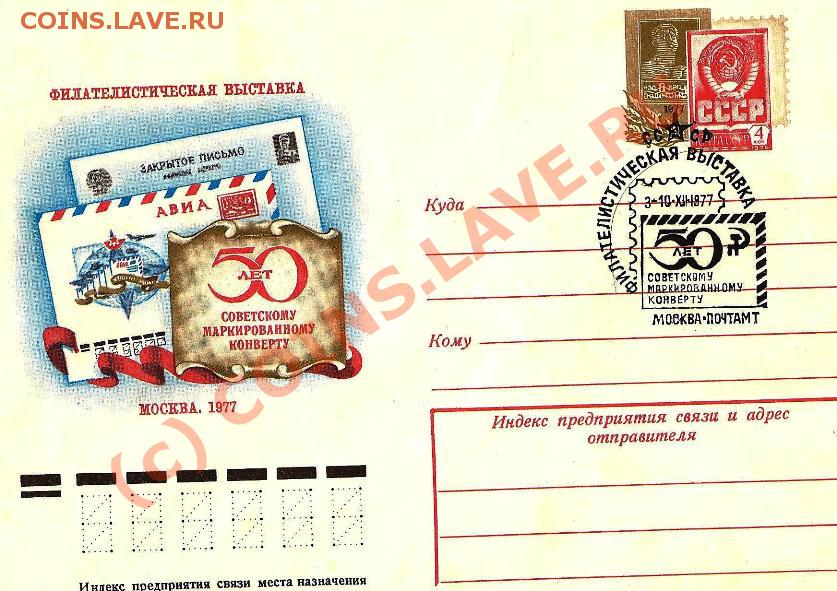 COINS.LAVE.RU
ФИЛАТЕЛИСТИЧЕСКАЯ ВЫСТАВКА
ЗАКРЫТОЕ ПИСЬМО
АВИА
50
ЛЕТ
СОВЕТСКОМУ
МАРКИРОВАННОМУ
КОНВЕРТУ
МОСКВА. 1977
СССР
4
1977
СССР
ФИЛАТЕЛИСТИЧЕСКАЯ ВЫСТАВКА
3-10·XII·1977
50
ЛЕТ
СОВЕТСКОМУ
МАРКИРОВАННОМУ
КОНВЕРТУ
МОСКВА·ПОЧТАМТ
Куда
Кому
Индекс предприятия связи и адрес
отправителя
Индекс предприятия связи места назначения
(c) COINS.LAVE.RU